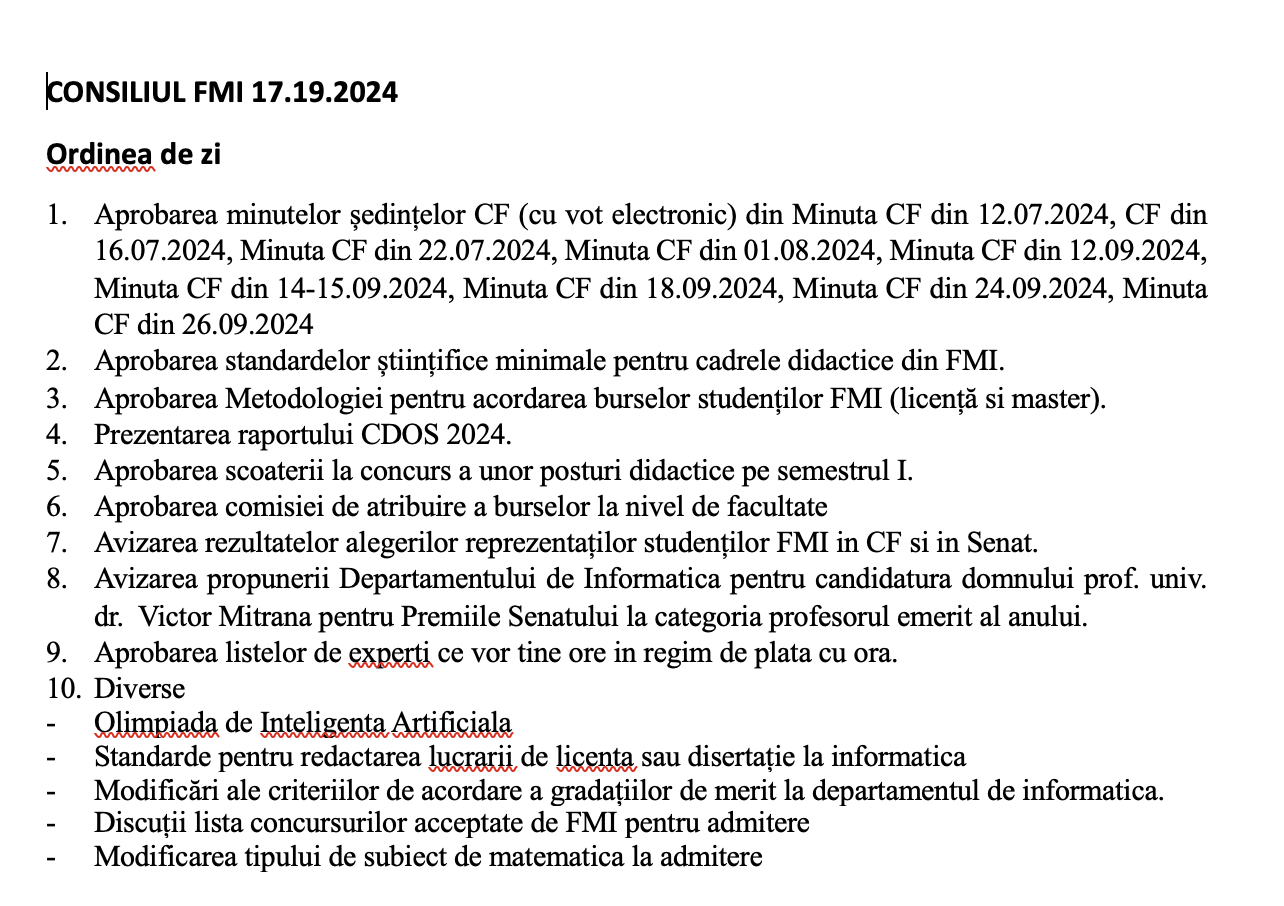 CONSILIUL FMI 17.19.2024
Ordinea de zi
1. Aprobarea minutelor ședințelor CF (cu vot electronic) din Minuta CF din 12.07.2024, CF din
16.07.2024, Minuta CF din 22.07.2024, Minuta CF din 01.08.2024, Minuta CF din 12.09.2024,
Minuta CF din 14-15.09.2024, Minuta CF din 18.09.2024, Minuta CF din 24.09.2024, Minuta
CF din 26.09.2024
2. Aprobarea standardelor științifice minimale pentru cadrele didactice din FMI.
3. Aprobarea Metodologiei pentru acordarea burselor studenților FMI (licență si master).
4. Prezentarea raportului CDOS 2024.
5. Aprobarea scoaterii la concurs a unor posturi didactice pe semestrul I.
6. Aprobarea comisiei de atribuire a burselor la nivel de facultate
7. Avizarea rezultatelor alegerilor reprezentaților studenților FMI in CF si in Senat.
8. Avizarea propunerii Departamentului de Informatica pentru candidatura domnului prof. univ.
dr. Victor Mitrana pentru Premiile Senatului la categoria profesorul emerit al anului.
9. Aprobarea listelor de experti ce vor tine ore in regim de plata cu ora.
10. Diverse
- Olimpiada de Inteligenta Artificiala
- Standarde pentru redactarea lucrarii de licenta sau disertație la informatica
- Modificări ale criteriilor de acordare a gradațiilor de merit la departamentul de informatica.
- Discuții lista concursurilor acceptate de FMI pentru admitere
- Modificarea tipului de subiect de matematica la admitere